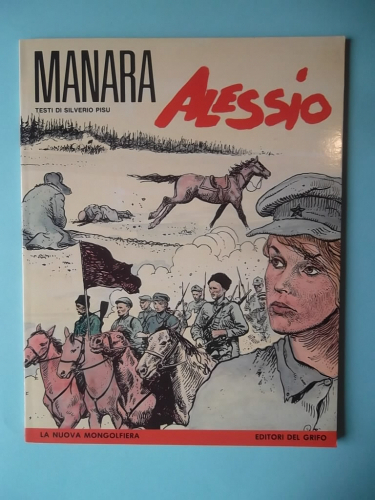 MANARA
TESTI DI SILVERIO PISU
ALESSIO
LA NUOVA MONGOLFIERA
EDITORI DEL GRIFO